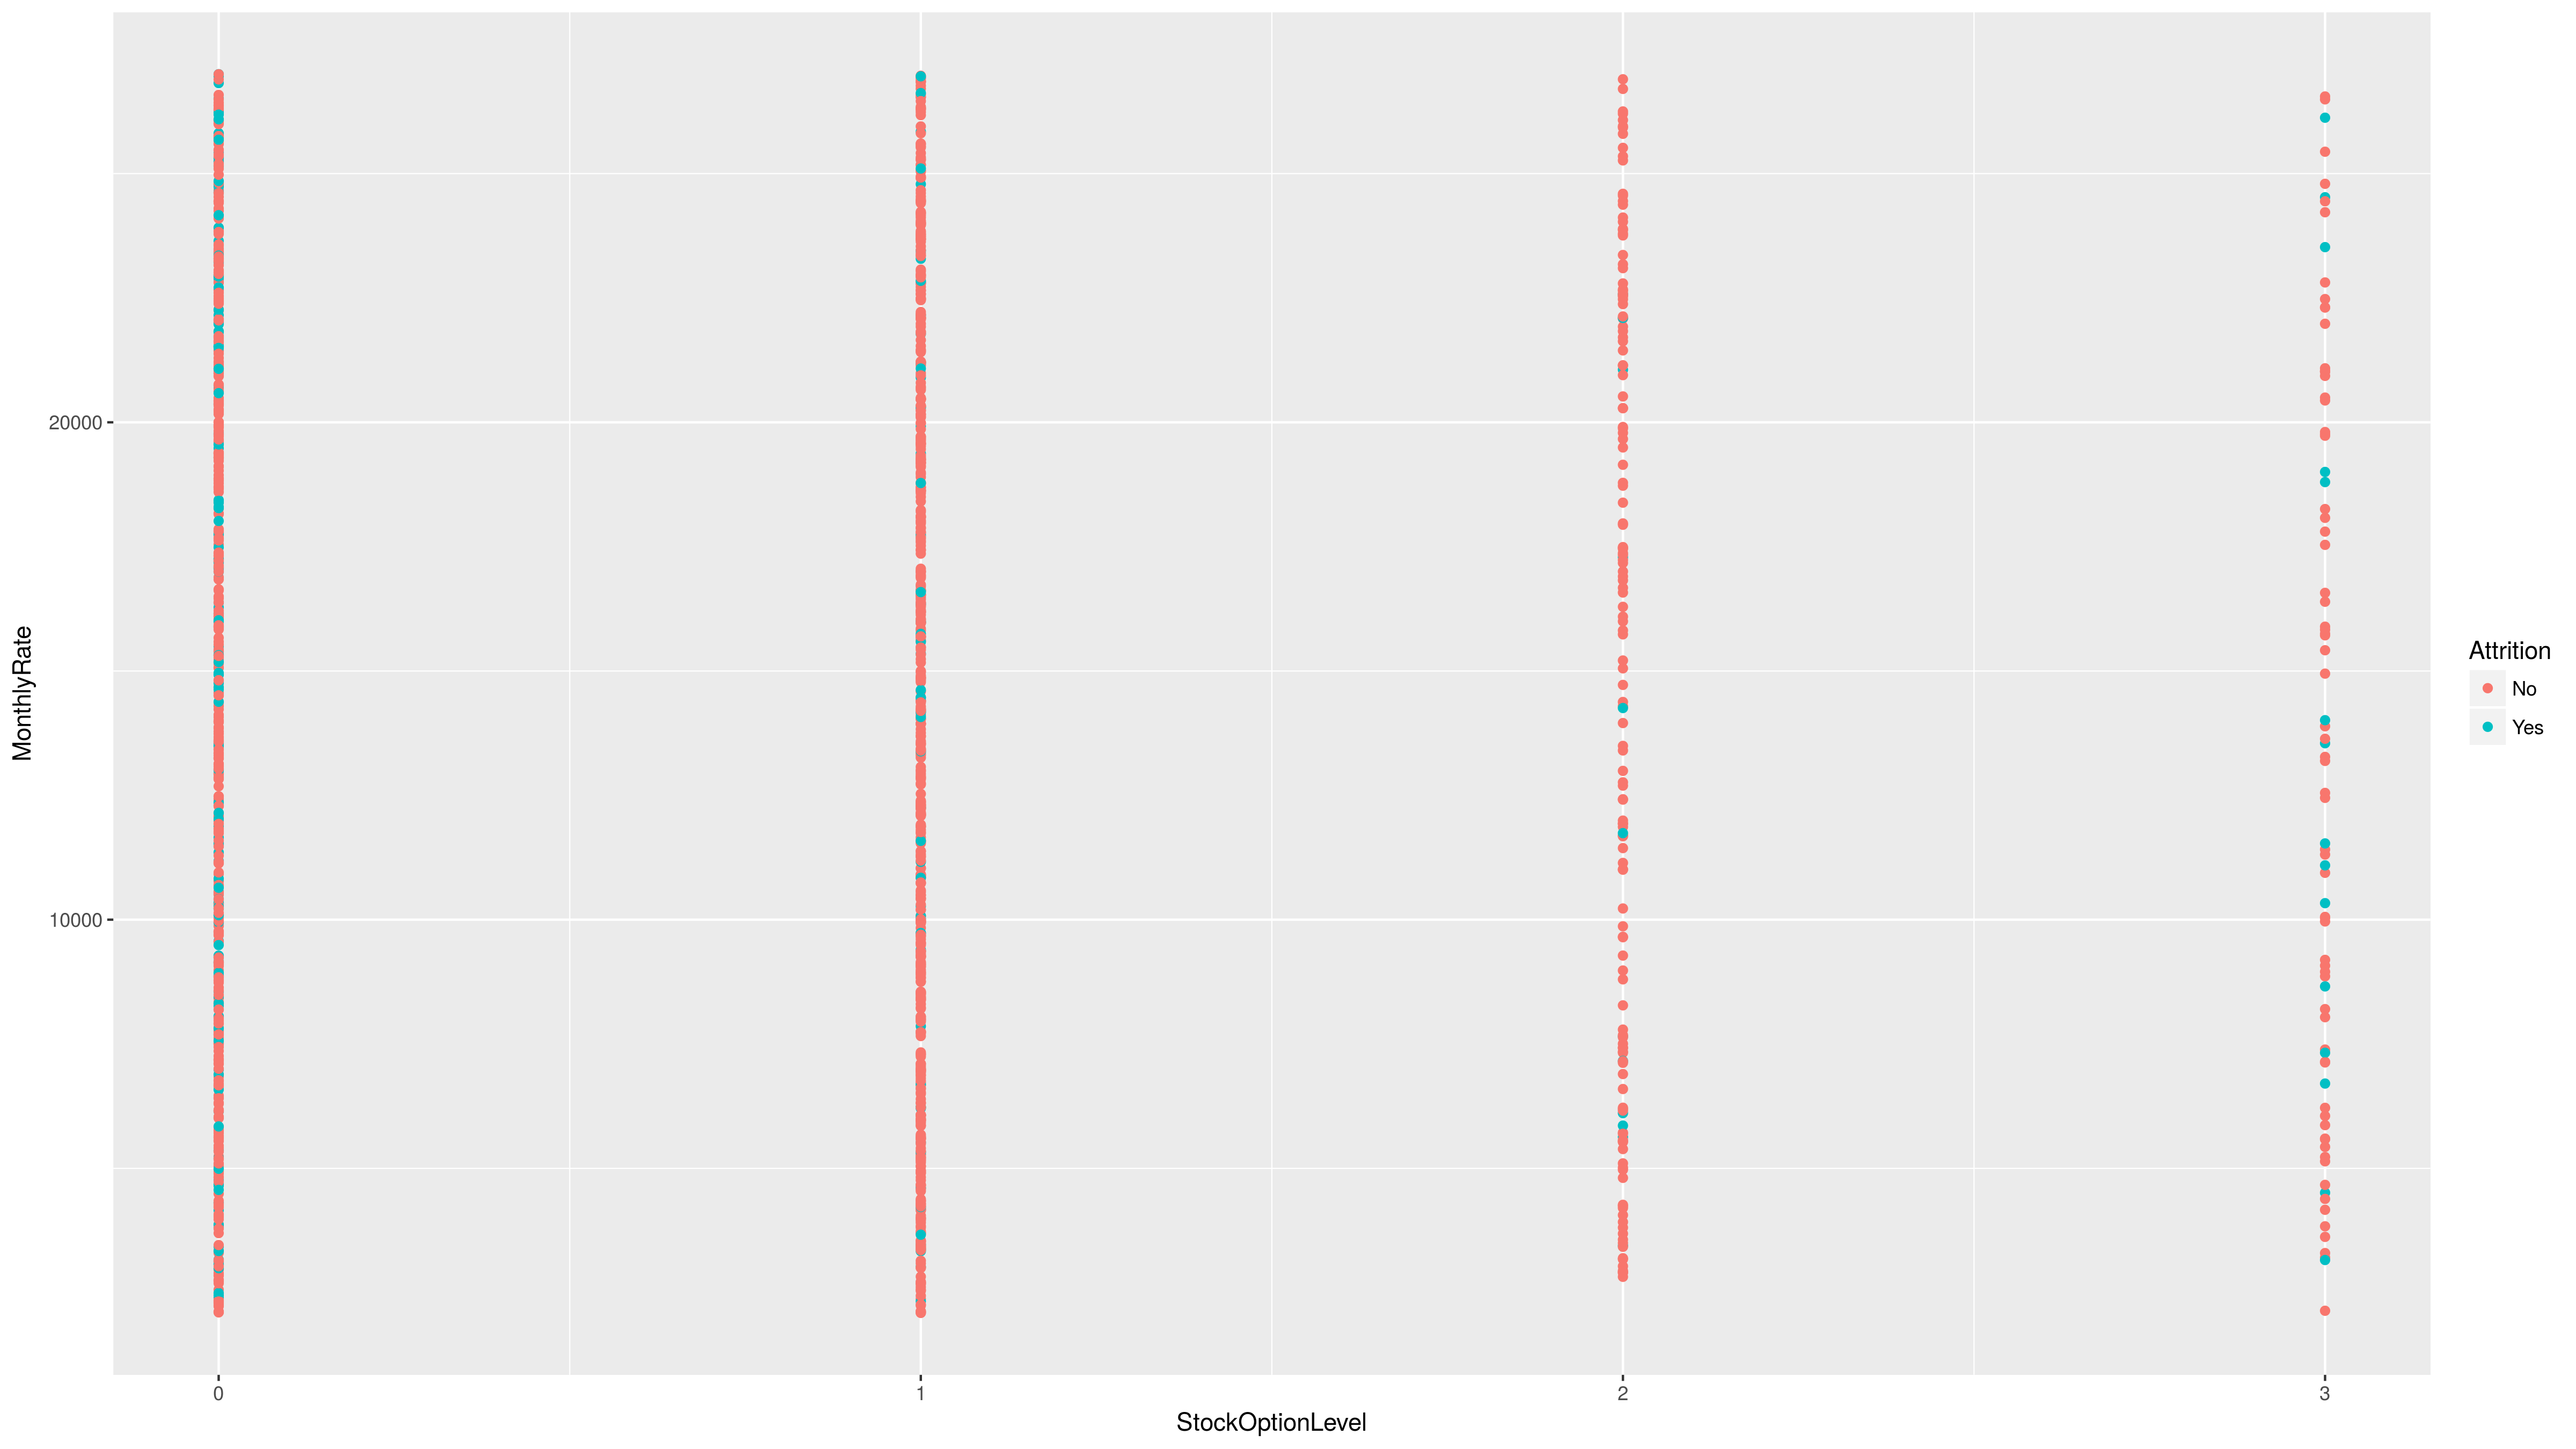 MonthlyRate
20000
10000
0
1
2
3
StockOptionLevel
Attrition
No
Yes